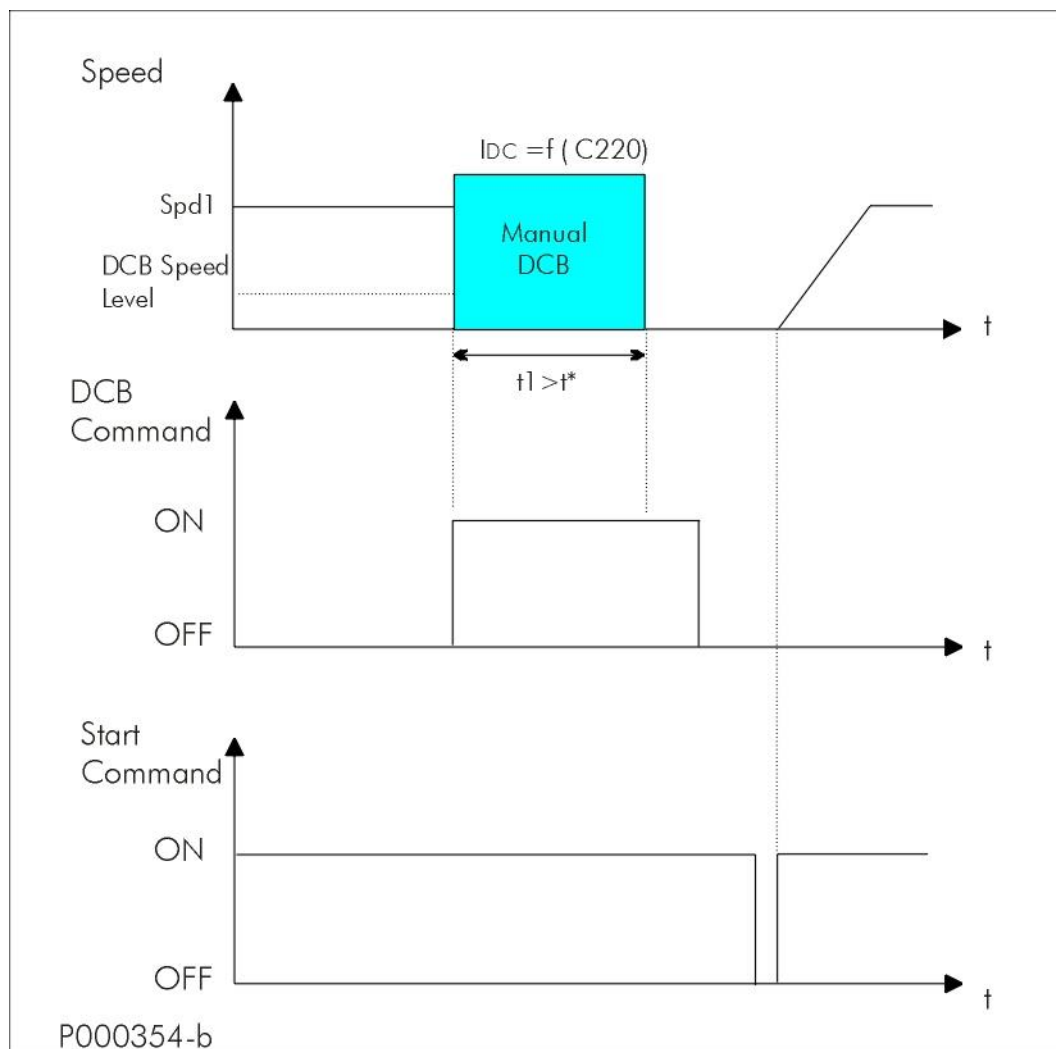 Speed
IDC =f ( C220)
Spd1
Manual
DCB
DCB Speed
Level
t
t1 >t*
DCB
Command
ON
OFF
t
Start
Command
ON
OFF
t
P000354-b